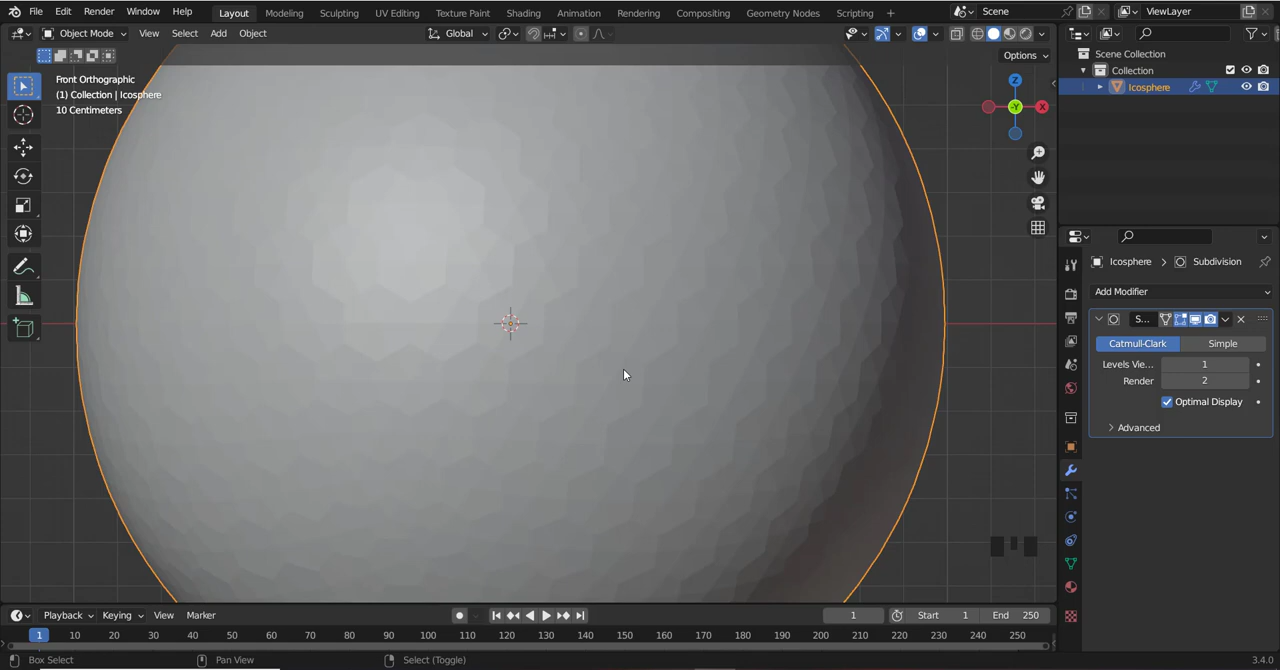 File Edit Render Window Help Layout Modeling Sculpting UV Editing Texture Paint Shading Animation Rendering Compositing Geometry Nodes Scripting + Scene ViewLayer
Object Mode View Select Add Object Global
Options
Front Orthographic
(1) Collection | Icosphere
10 Centimeters
Z
-Y
X
Scene Collection
Collection
Icosphere
Icosphere > Subdivision
Add Modifier
S...
Catmull-Clark Simple
Levels Vie... 1
Render 2
Optimal Display
Advanced
Playback Keying View Marker 1 Start 1 End 250
1 10 20 30 40 50 60 70 80 90 100 110 120 130 140 150 160 170 180 190 200 210 220 230 240 250
Box Select Pan View Select (Toggle) 3.4.0